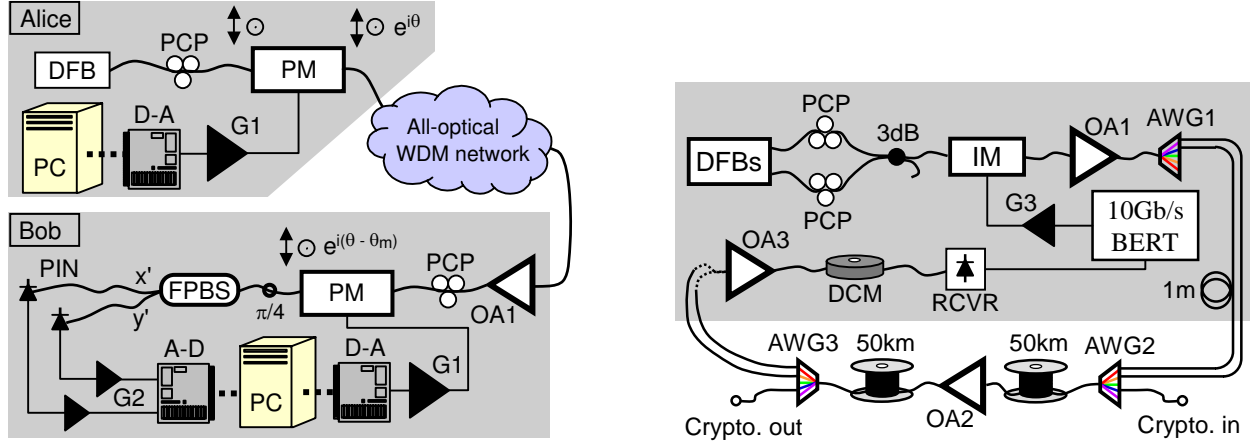 Alice
DFB
PCP
PM
e^{iθ}
D-A
PC
G1
All-optical
WDM network
Bob
e^{i(θ - θm)}
PIN
x'
y'
FPBS
π/4
PM
PCP
OA1
A-D
D-A
G2
PC
G1
DFBs
PCP
PCP
3dB
IM
OA1
AWG1
G3
10Gb/s
BERT
OA3
DCM
RCVR
1m
AWG3
50km
OA2
50km
AWG2
Crypto. out
Crypto. in